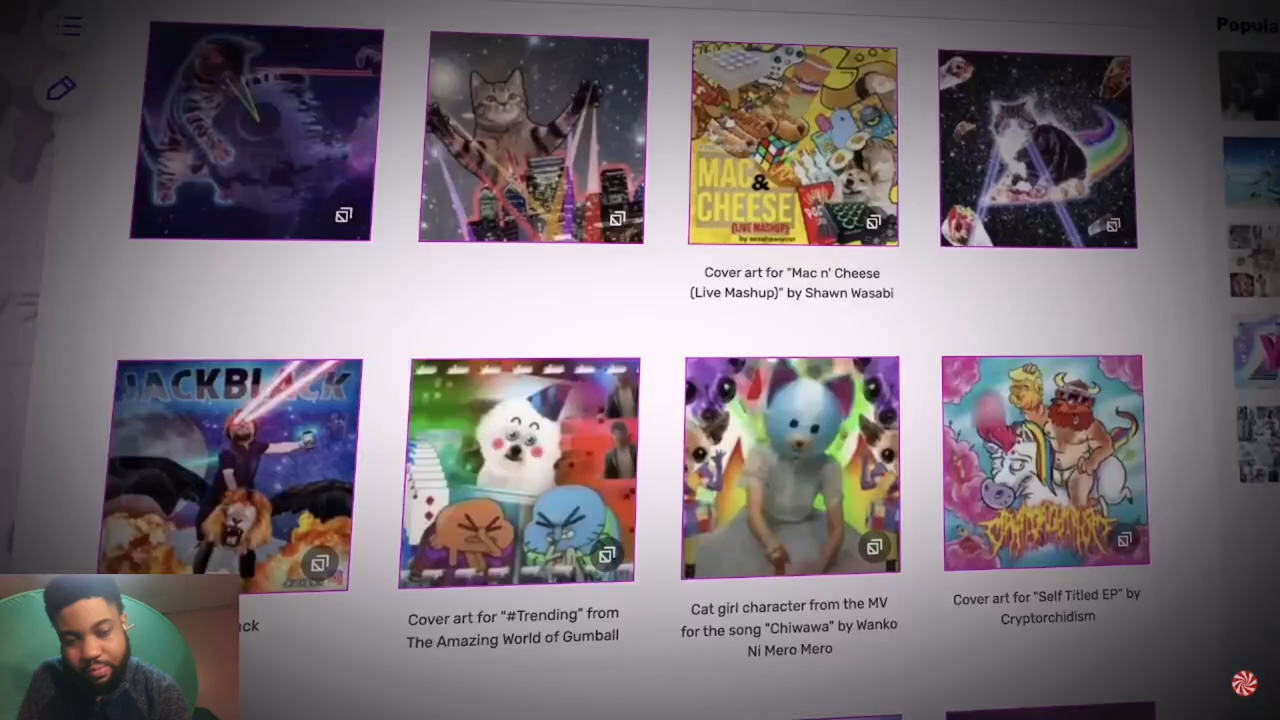 Popula
MAC
&
CHEESE
(LIVE MASHUP)
Cover art for "Mac n' Cheese
(Live Mashup)" by Shawn Wasabi
JACKBLACK
ack
Cover art for "#Trending" from
The Amazing World of Gumball
Cat girl character from the MV
for the song "Chiwawa" by Wanko
Ni Mero Mero
Cover art for "Self Titled EP" by
Cryptorchidism